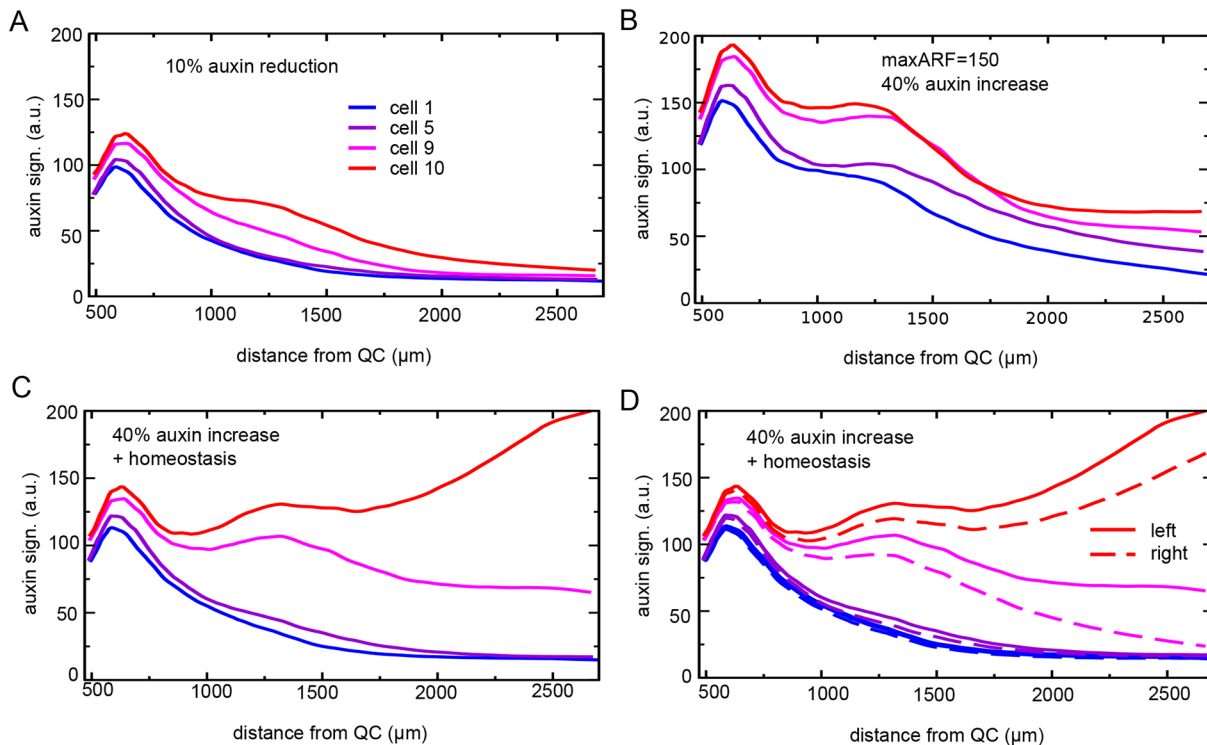 A
200
150
100
50
0
auxin sign. (a.u.)
10% auxin reduction
cell 1
cell 5
cell 9
cell 10
500
1000
1500
2000
2500
distance from QC (μm)
B
200
150
100
50
0
auxin sign. (a.u.)
maxARF=150
40% auxin increase
500
1000
1500
2000
2500
distance from QC (μm)
C
200
150
100
50
0
auxin sign. (a.u.)
40% auxin increase
+ homeostasis
500
1000
1500
2000
2500
distance from QC (μm)
D
200
150
100
50
0
auxin sign. (a.u.)
40% auxin increase
+ homeostasis
left
right
500
1000
1500
2000
2500
distance from QC (μm)